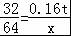 32/64 = 0.16t/x